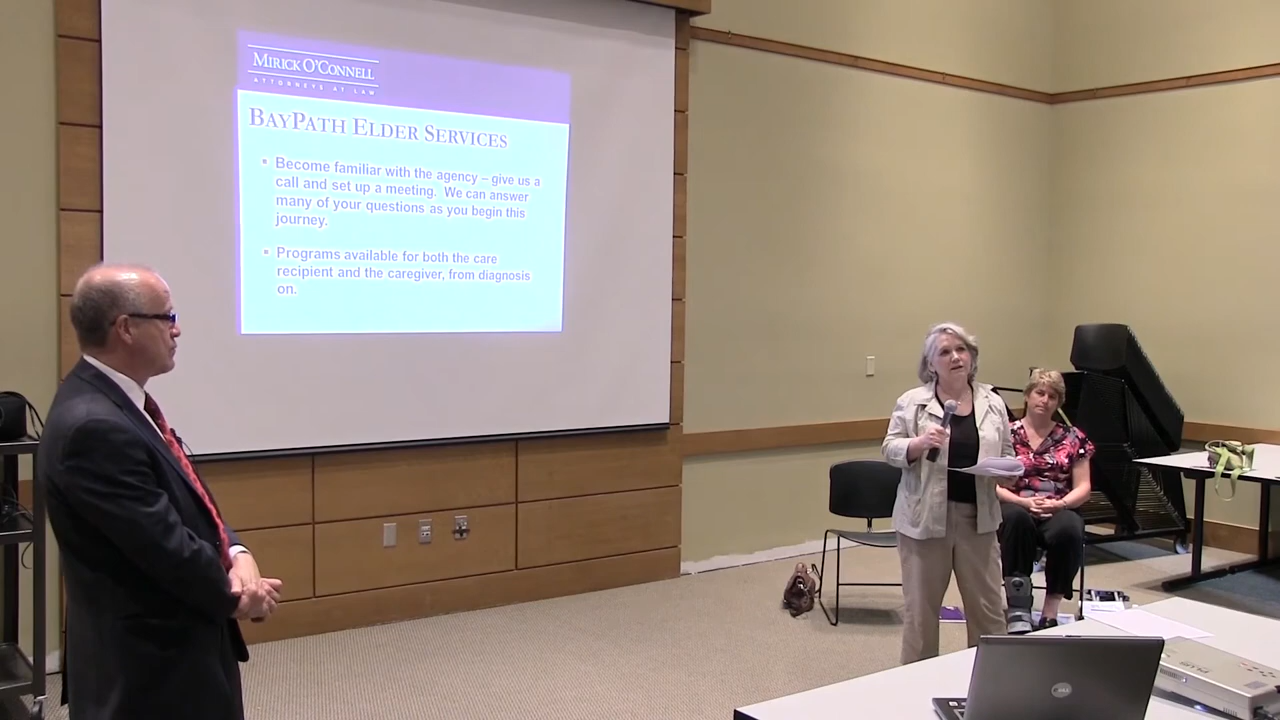 MIRICK O'CONNELL
ATTORNEYS AT LAW
BAYPATH ELDER SERVICES
▪ Become familiar with the agency – give us a
call and set up a meeting. We can answer
many of your questions as you begin this
journey.
▪ Programs available for both the care
recipient and the caregiver, from diagnosis
on.
DELL